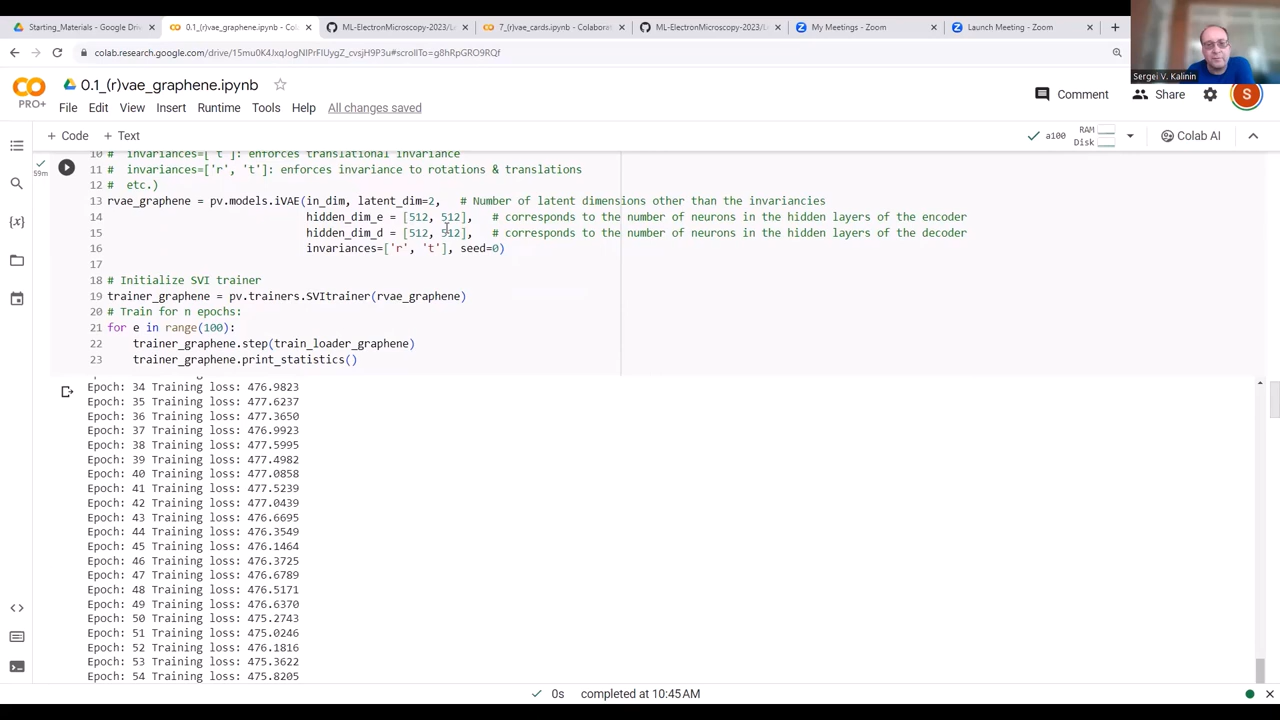 Starting_Materials - Google Driv
0.1_(r)vae_graphene.ipynb - Col
ML-ElectronMicroscopy-2023/Le
7_(r)vae_cards.ipynb - Colaborat
ML-ElectronMicroscopy-2023/Le
My Meetings - Zoom
Launch Meeting - Zoom
colab.research.google.com/drive/15mu0K4JxqJogNIPrFIUygZ_cvsjH9P3u#scrollTo=g8hRpGRO9RQf
Sergei V. Kalinin
0.1_(r)vae_graphene.ipynb
PRO+
File Edit View Insert Runtime Tools Help All changes saved
Comment Share S
+ Code + Text
a100 RAM Disk Colab AI
59m
10 # invariances=['t']: enforces translational invariance
11 # invariances=['r', 't']: enforces invariance to rotations & translations
12 # etc.)
13 rvae_graphene = pv.models.iVAE(in_dim, latent_dim=2, # Number of latent dimensions other than the invariancies
14 hidden_dim_e = [512, 512], # corresponds to the number of neurons in the hidden layers of the encoder
15 hidden_dim_d = [512, 512], # corresponds to the number of neurons in the hidden layers of the decoder
16 invariances=['r', 't'], seed=0)
17
18 # Initialize SVI trainer
19 trainer_graphene = pv.trainers.SVItrainer(rvae_graphene)
20 # Train for n epochs:
21 for e in range(100):
22 trainer_graphene.step(train_loader_graphene)
23 trainer_graphene.print_statistics()
Epoch: 34 Training loss: 476.9823
Epoch: 35 Training loss: 477.6237
Epoch: 36 Training loss: 477.3650
Epoch: 37 Training loss: 476.9923
Epoch: 38 Training loss: 477.5995
Epoch: 39 Training loss: 477.4982
Epoch: 40 Training loss: 477.0858
Epoch: 41 Training loss: 477.5239
Epoch: 42 Training loss: 477.0439
Epoch: 43 Training loss: 476.6695
Epoch: 44 Training loss: 476.3549
Epoch: 45 Training loss: 476.1464
Epoch: 46 Training loss: 476.3725
Epoch: 47 Training loss: 476.6789
Epoch: 48 Training loss: 476.5171
Epoch: 49 Training loss: 476.6370
Epoch: 50 Training loss: 475.2743
Epoch: 51 Training loss: 475.0246
Epoch: 52 Training loss: 476.1816
Epoch: 53 Training loss: 475.3622
Epoch: 54 Training loss: 475.8205
0s completed at 10:45 AM